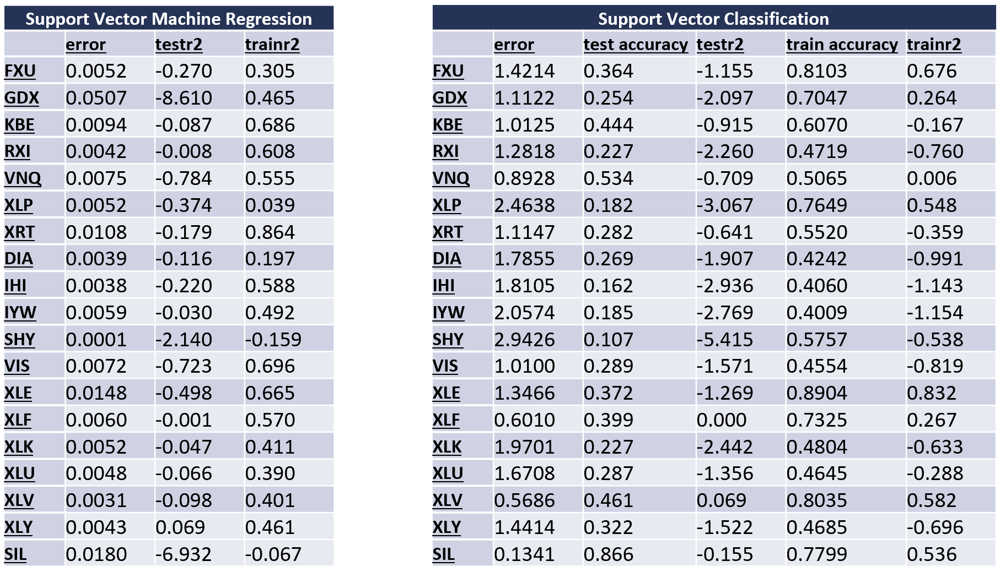 Support Vector Machine Regression
error testr2 trainr2
FXU 0.0052 -0.270 0.305
GDX 0.0507 -8.610 0.465
KBE 0.0094 -0.087 0.686
RXI 0.0042 -0.008 0.608
VNQ 0.0075 -0.784 0.555
XLP 0.0052 -0.374 0.039
XRT 0.0108 -0.179 0.864
DIA 0.0039 -0.116 0.197
IHI 0.0038 -0.220 0.588
IYW 0.0059 -0.030 0.492
SHY 0.0001 -2.140 -0.159
VIS 0.0072 -0.723 0.696
XLE 0.0148 -0.498 0.665
XLF 0.0060 -0.001 0.570
XLK 0.0052 -0.047 0.411
XLU 0.0048 -0.066 0.390
XLV 0.0031 -0.098 0.401
XLY 0.0043 0.069 0.461
SIL 0.0180 -6.932 -0.067
Support Vector Classification
error test accuracy testr2 train accuracy trainr2
FXU 1.4214 0.364 -1.155 0.8103 0.676
GDX 1.1122 0.254 -2.097 0.7047 0.264
KBE 1.0125 0.444 -0.915 0.6070 -0.167
RXI 1.2818 0.227 -2.260 0.4719 -0.760
VNQ 0.8928 0.534 -0.709 0.5065 0.006
XLP 2.4638 0.182 -3.067 0.7649 0.548
XRT 1.1147 0.282 -0.641 0.5520 -0.359
DIA 1.7855 0.269 -1.907 0.4242 -0.991
IHI 1.8105 0.162 -2.936 0.4060 -1.143
IYW 2.0574 0.185 -2.769 0.4009 -1.154
SHY 2.9426 0.107 -5.415 0.5757 -0.538
VIS 1.0100 0.289 -1.571 0.4554 -0.819
XLE 1.3466 0.372 -1.269 0.8904 0.832
XLF 0.6010 0.399 0.000 0.7325 0.267
XLK 1.9701 0.227 -2.442 0.4804 -0.633
XLU 1.6708 0.287 -1.356 0.4645 -0.288
XLV 0.5686 0.461 0.069 0.8035 0.582
XLY 1.4414 0.322 -1.522 0.4685 -0.696
SIL 0.1341 0.866 -0.155 0.7799 0.536